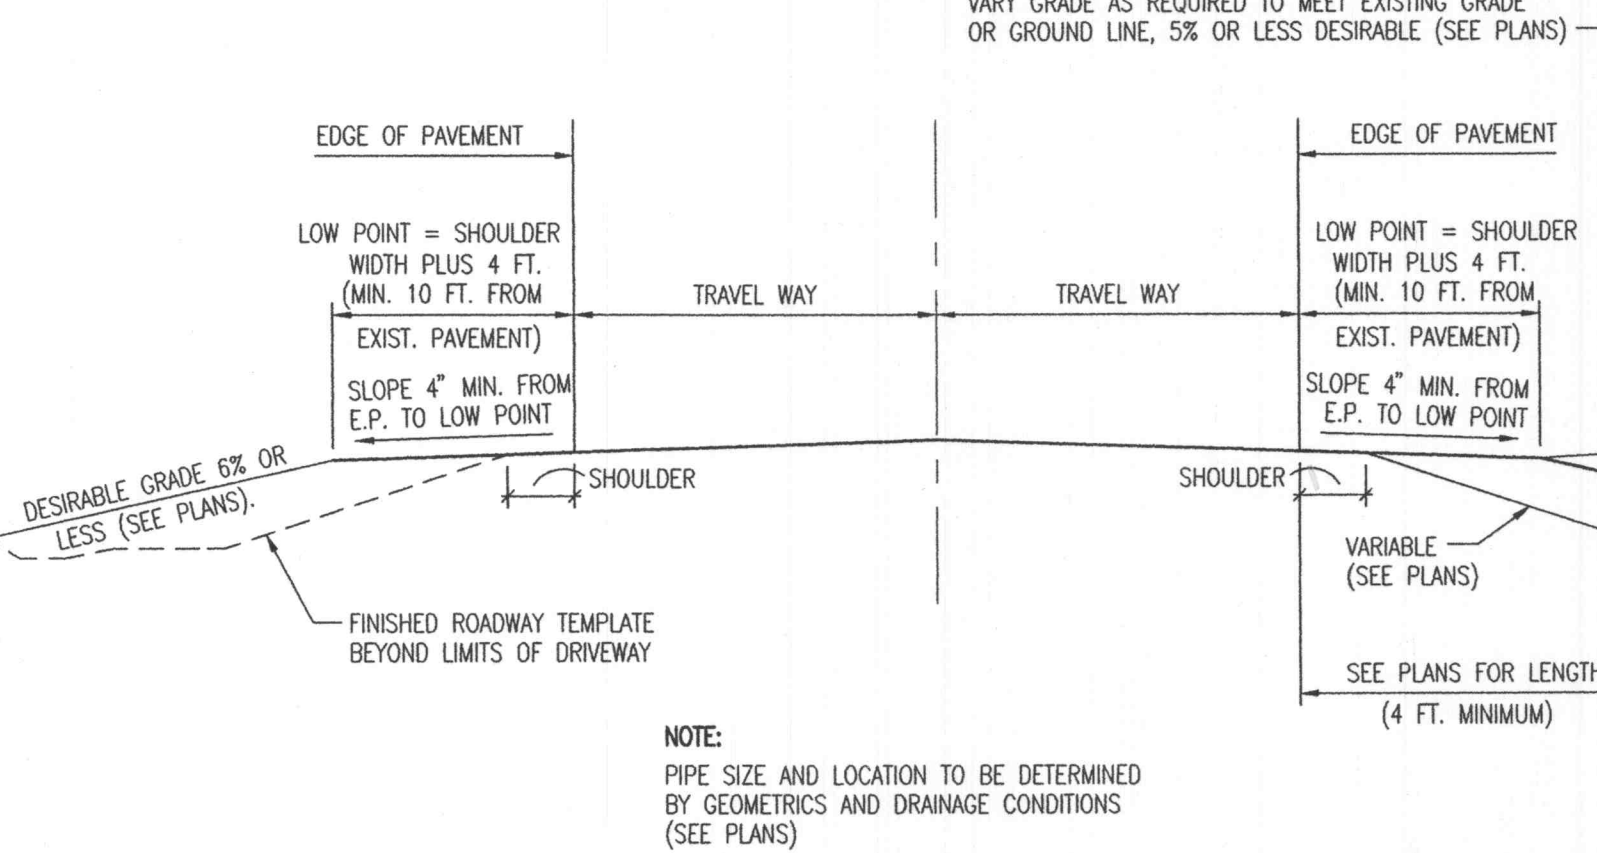 VARY GRADE AS REQUIRED TO MEET EXISTING GRADE
OR GROUND LINE, 5% OR LESS DESIRABLE (SEE PLANS)
EDGE OF PAVEMENT
EDGE OF PAVEMENT
LOW POINT = SHOULDER
WIDTH PLUS 4 FT.
(MIN. 10 FT. FROM
EXIST. PAVEMENT)
LOW POINT = SHOULDER
WIDTH PLUS 4 FT.
(MIN. 10 FT. FROM
EXIST. PAVEMENT)
TRAVEL WAY
TRAVEL WAY
SLOPE 4" MIN. FROM
E.P. TO LOW POINT
SLOPE 4" MIN. FROM
E.P. TO LOW POINT
DESIRABLE GRADE 6% OR
LESS (SEE PLANS).
SHOULDER
SHOULDER
VARIABLE
(SEE PLANS)
FINISHED ROADWAY TEMPLATE
BEYOND LIMITS OF DRIVEWAY
SEE PLANS FOR LENGTH
(4 FT. MINIMUM)
NOTE:
PIPE SIZE AND LOCATION TO BE DETERMINED
BY GEOMETRICS AND DRAINAGE CONDITIONS
(SEE PLANS)